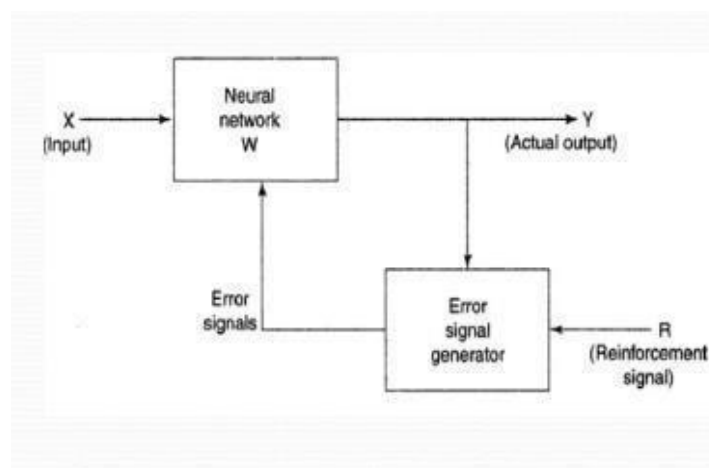 Neural
network
W
X
(Input)
Y
(Actual output)
Error
signals
Error
signal
generator
R
(Reinforcement
signal)